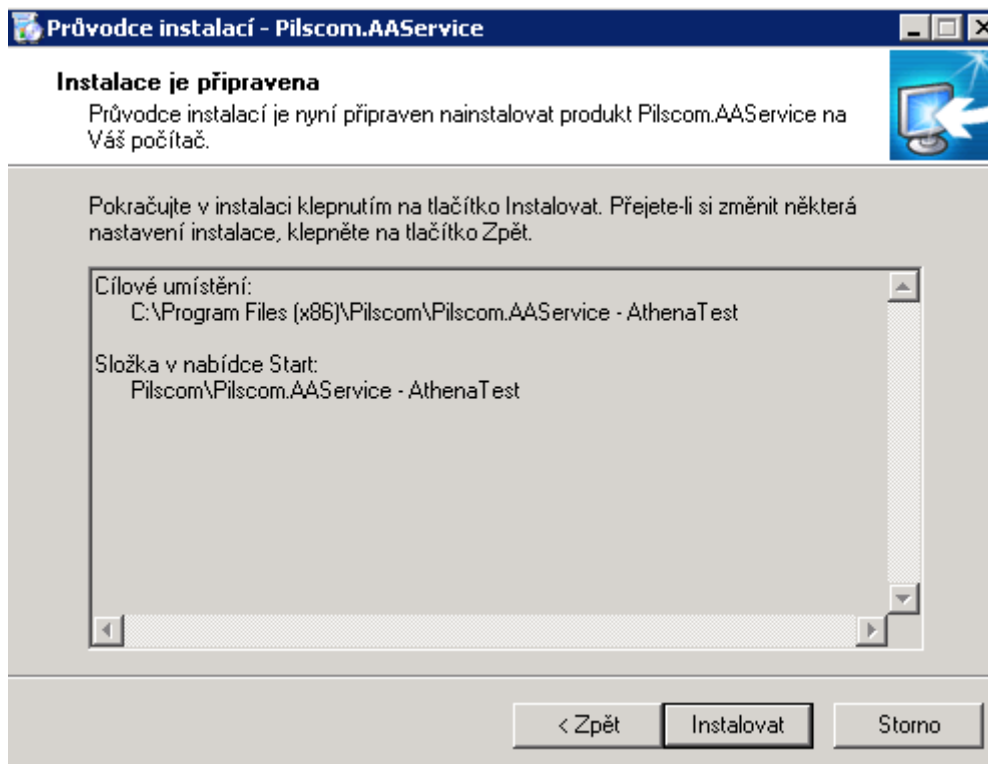 Průvodce instalací - Pilscom.AAService
Instalace je připravena
Průvodce instalací je nyní připraven nainstalovat produkt Pilscom.AAService na
Váš počítač.
Pokračujte v instalaci klepnutím na tlačítko Instalovat. Přejete-li si změnit některá
nastavení instalace, klepněte na tlačítko Zpět.
Cílové umístění:
C:\Program Files (x86)\Pilscom\Pilscom.AAService - AthenaTest
Složka v nabídce Start:
Pilscom\Pilscom.AAService - AthenaTest
< Zpět
Instalovat
Storno